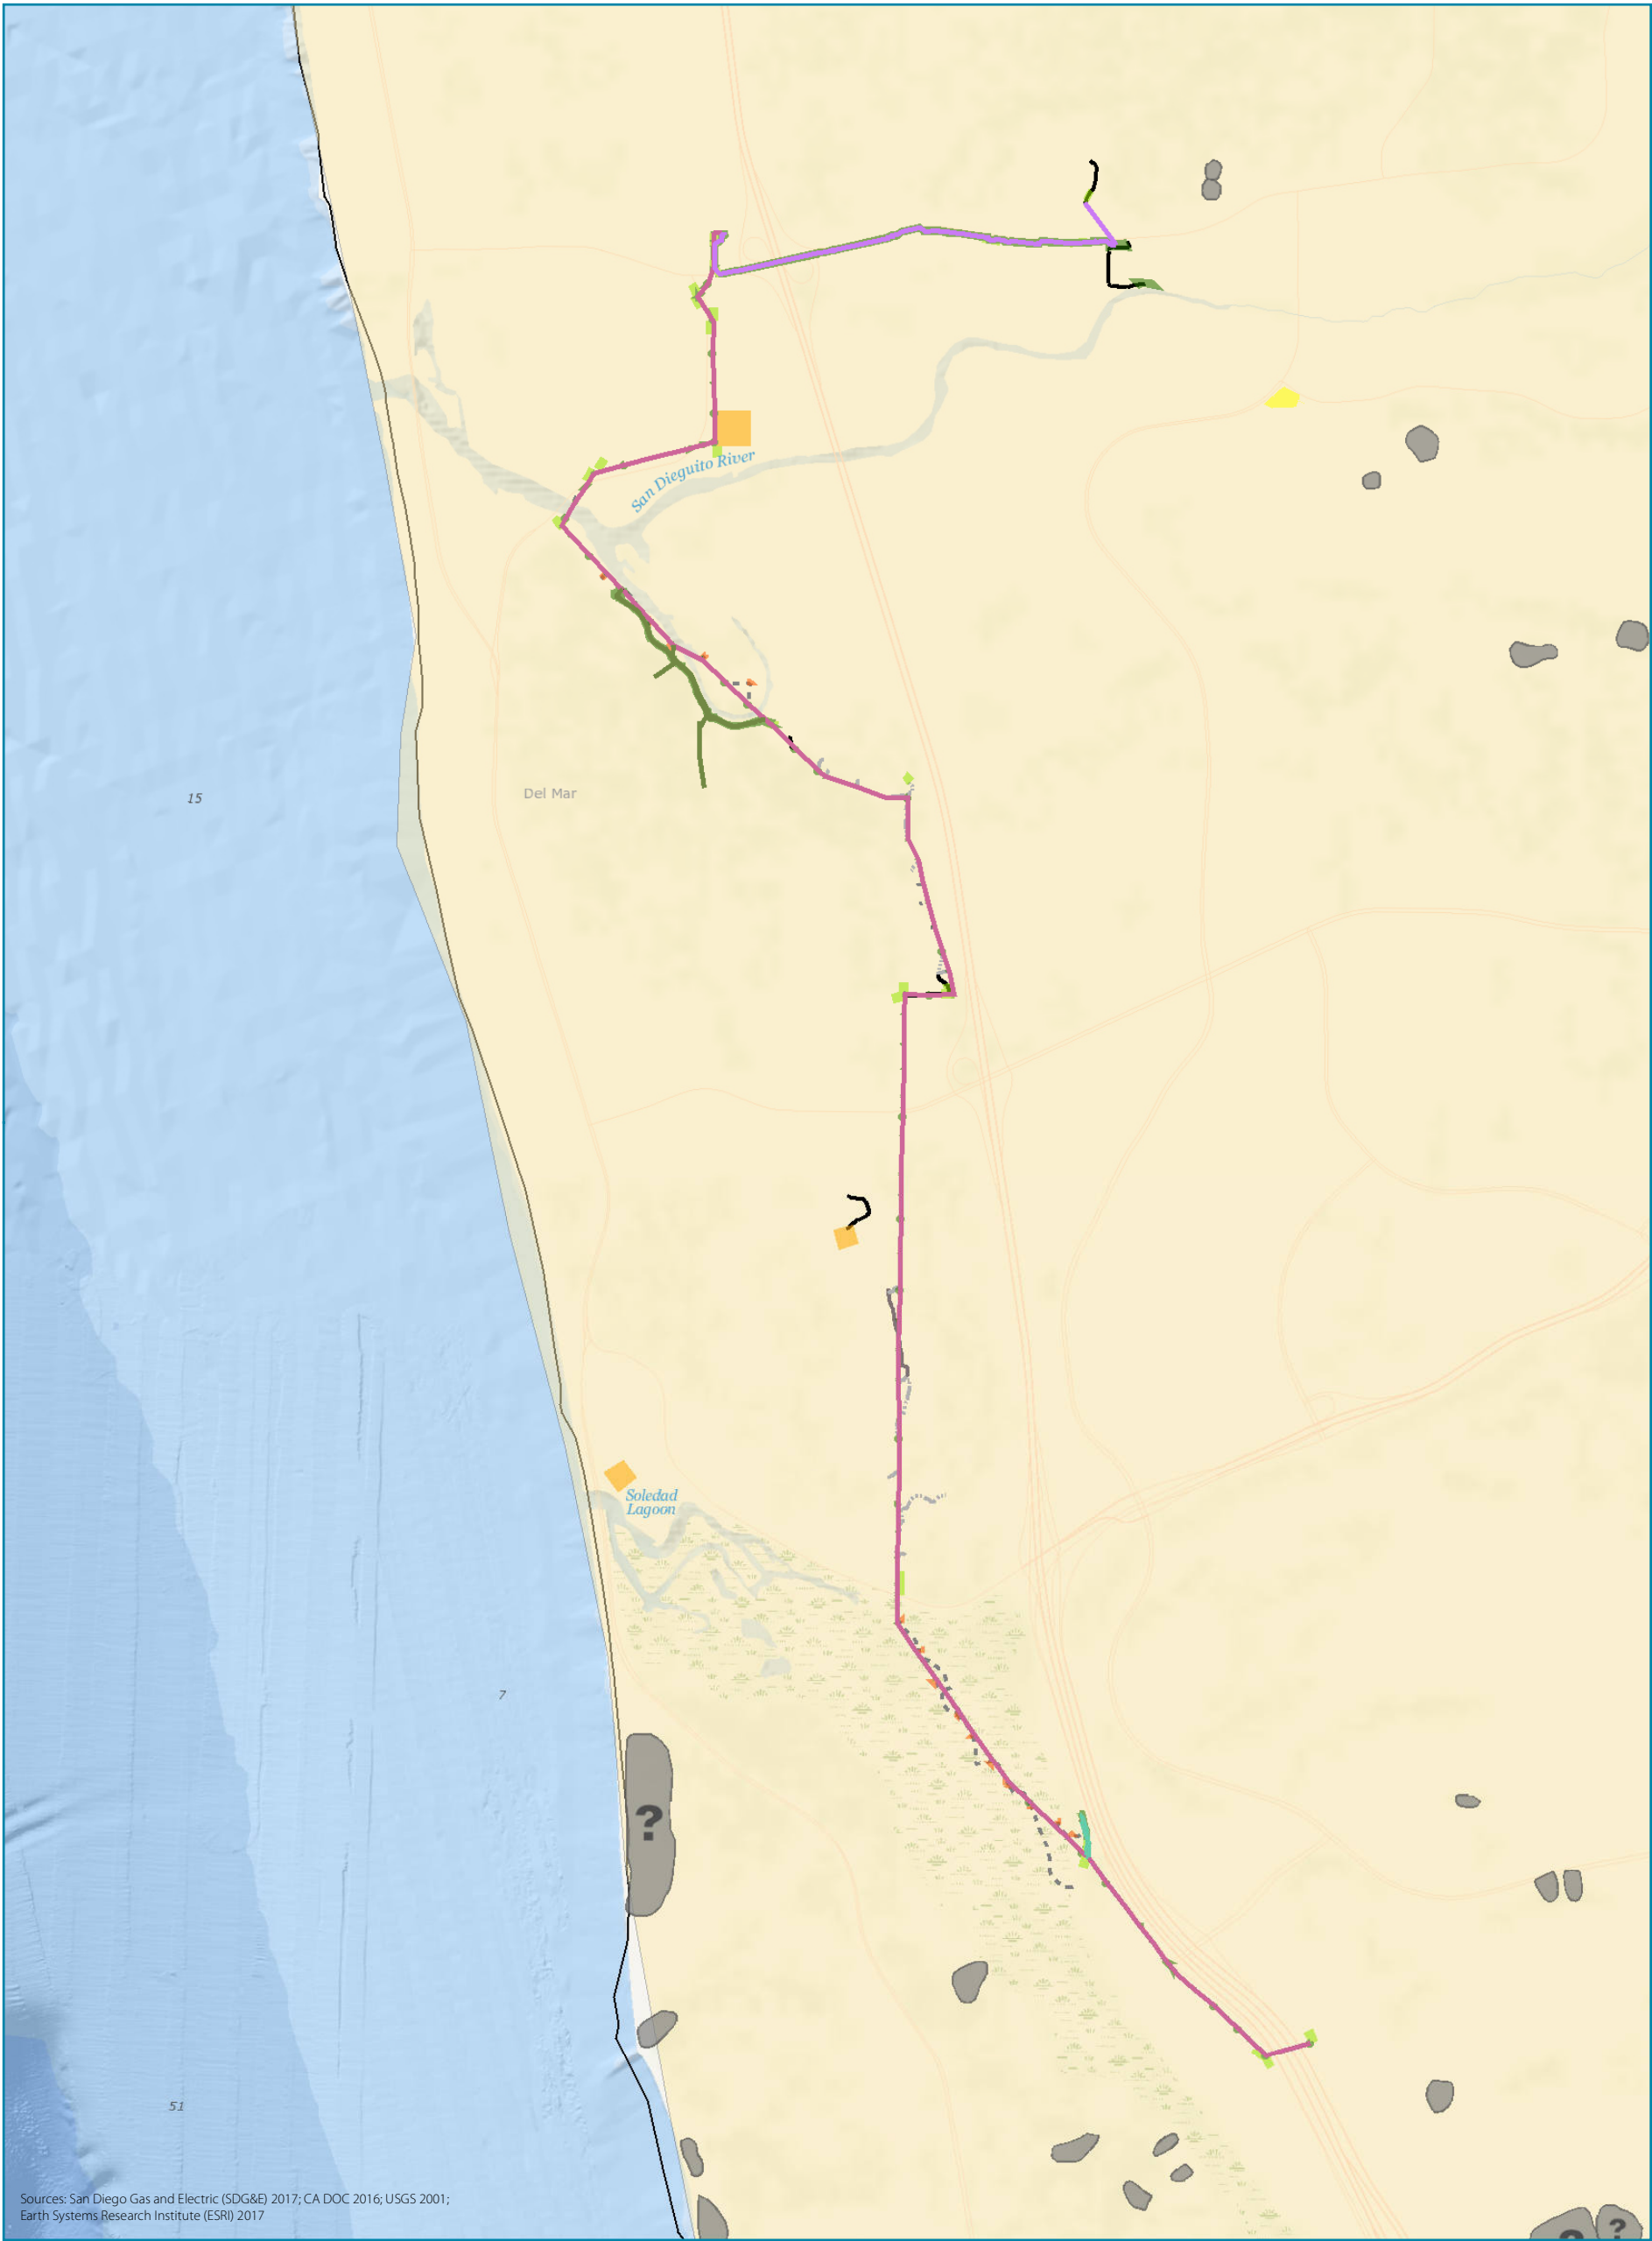 San Dieguito River
15
Del Mar
Soledad
Lagoon
7
?
51
Sources: San Diego Gas and Electric (SDG&E) 2017; CA DOC 2016; USGS 2001;
Earth Systems Research Institute (ESRI) 2017
?
?